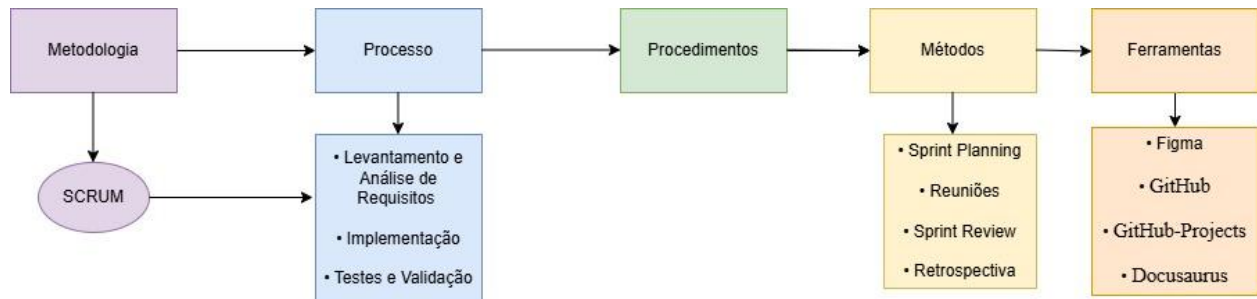 Metodologia
Processo
Procedimentos
Métodos
Ferramentas
SCRUM
• Levantamento e
Análise de
Requisitos
• Implementação
• Testes e Validação
• Sprint Planning
• Reuniões
• Sprint Review
• Retrospectiva
• Figma
• GitHub
• GitHub-Projects
• Docusaurus